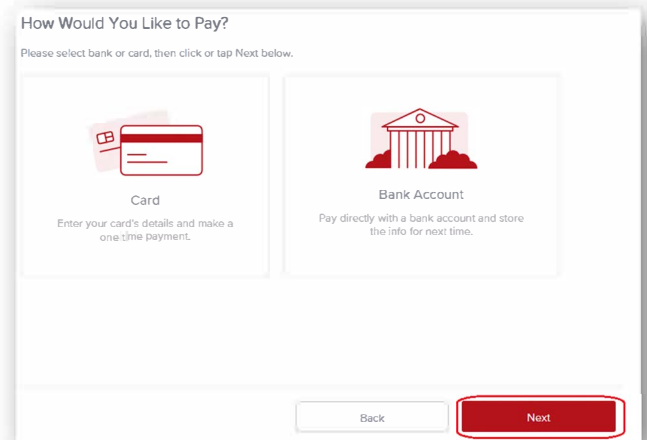 How Would You Like to Pay?
Please select bank or card, then click or tap Next below.
Card
Enter your card's details and make a
one time payment.
Bank Account
Pay directly with a bank account and store
the info for next time.
Back
Next